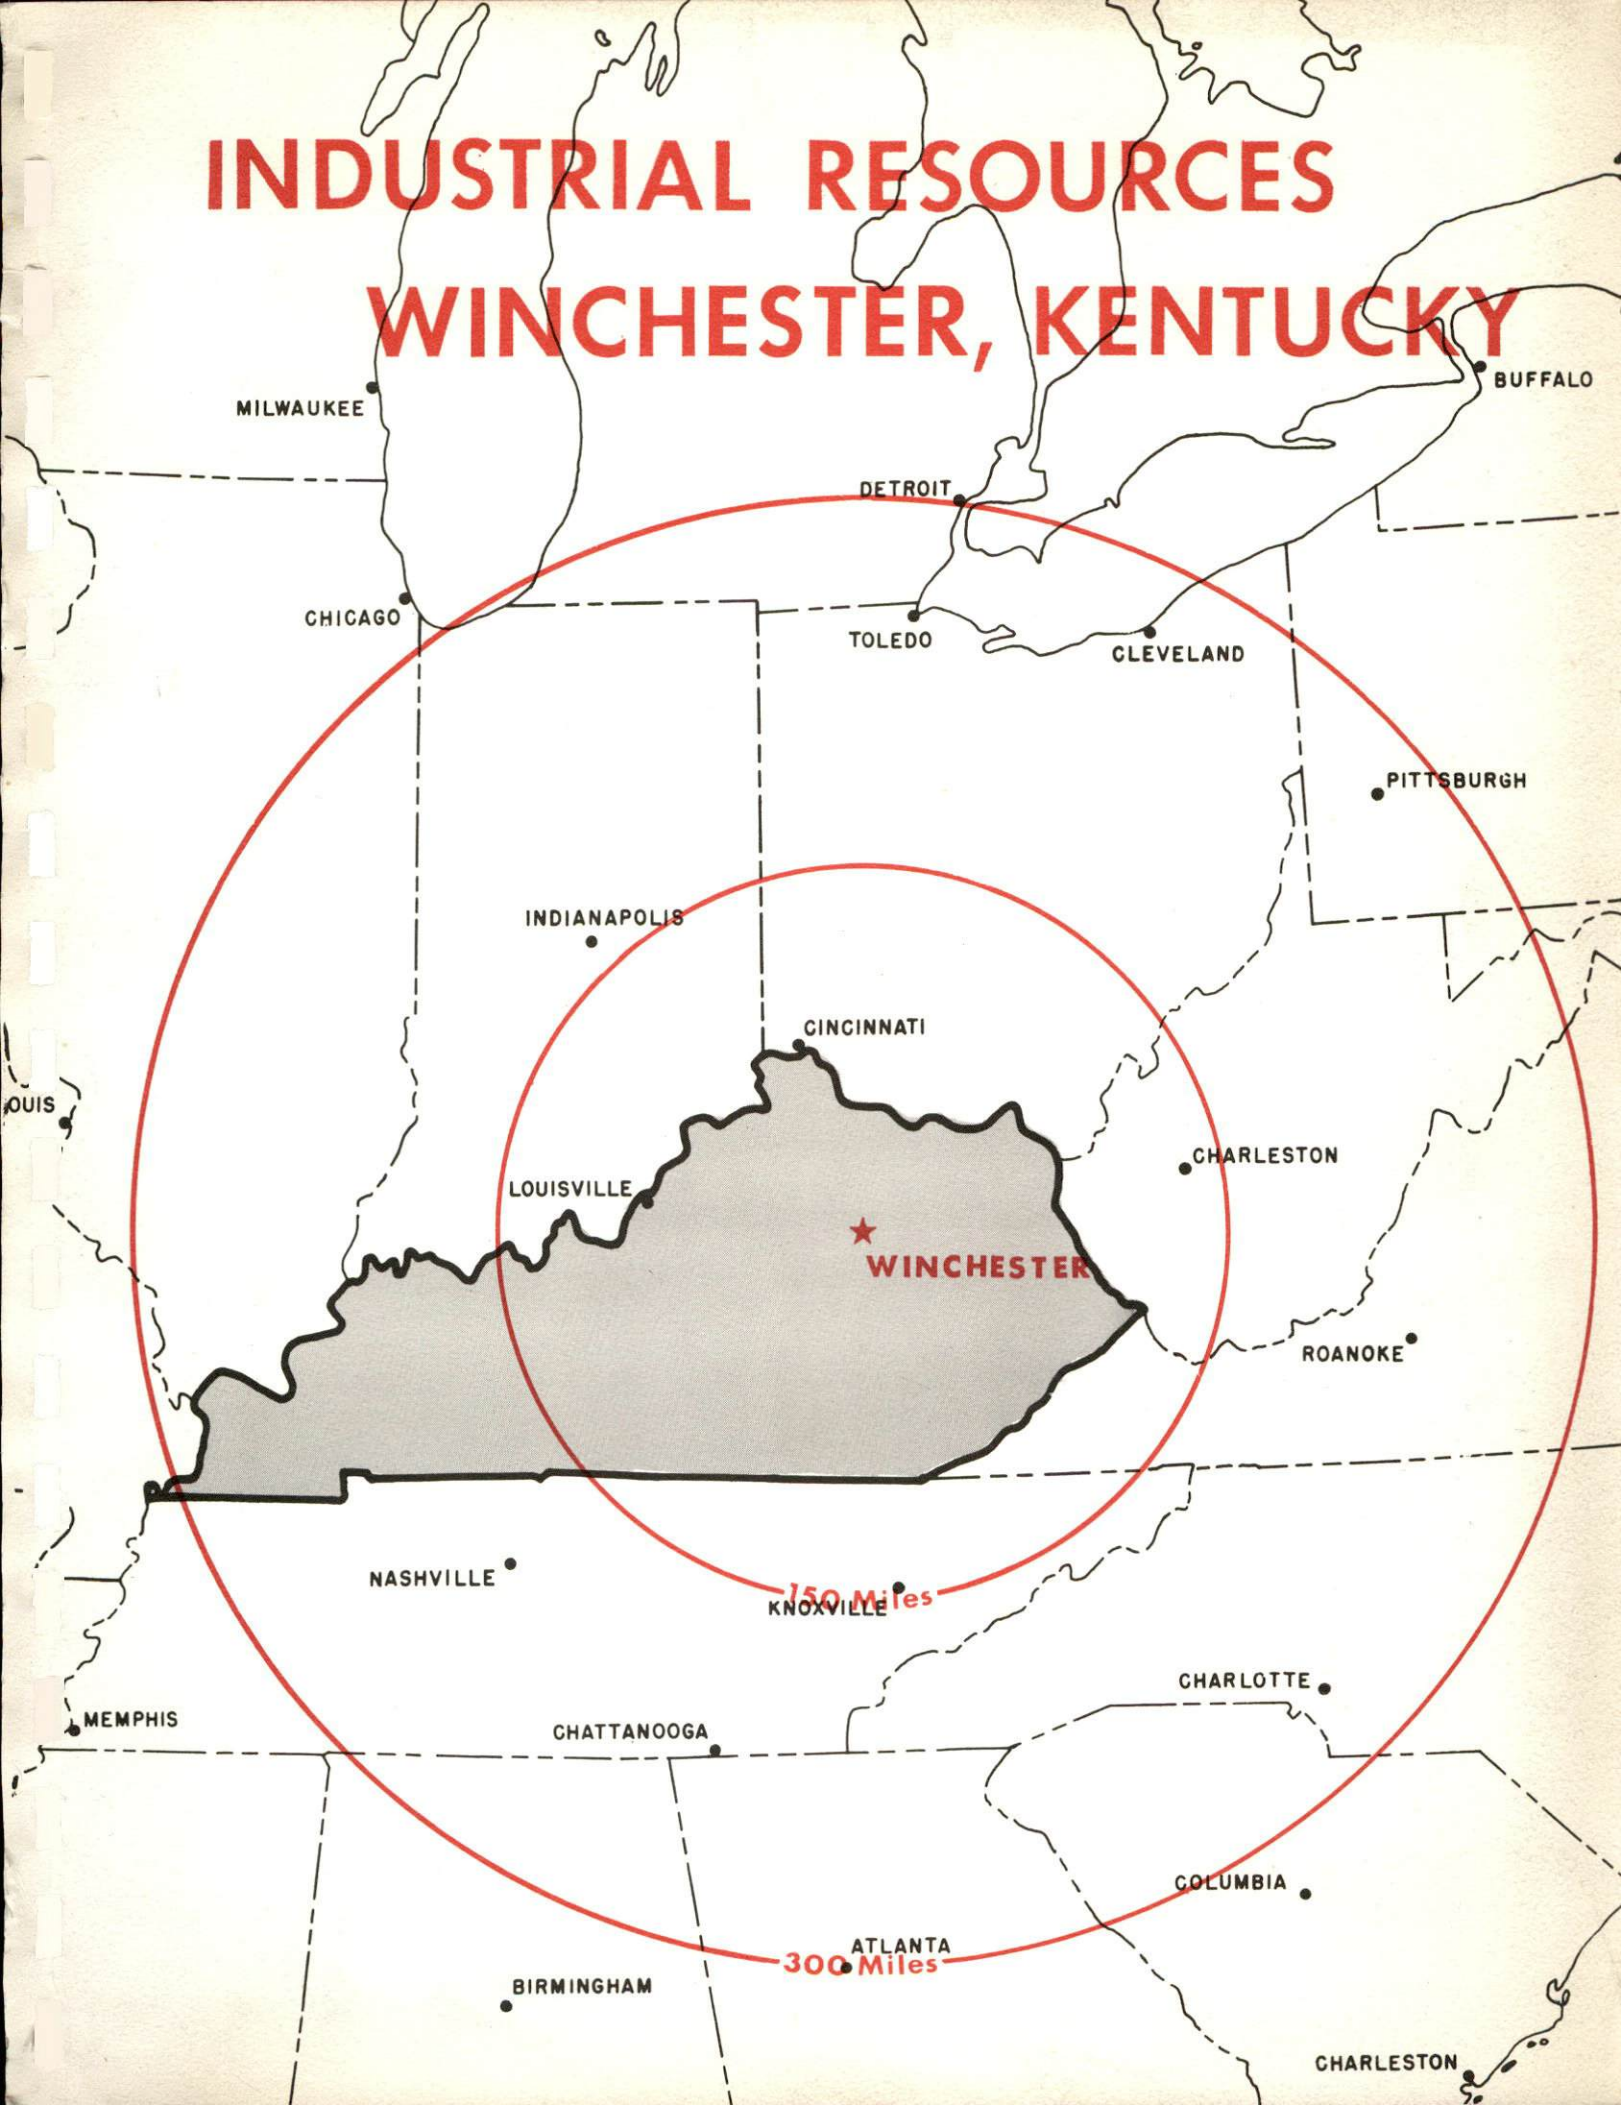 INDUSTRIAL RESOURCES
WINCHESTER, KENTUCKY
BUFFALO
MILWAUKEE
DETROIT
CHICAGO
TOLEDO
CLEVELAND
PITTSBURGH
INDIANAPOLIS
CINCINNATI
OUIS
CHARLESTON
LOUISVILLE
WINCHESTER
ROANOKE
NASHVILLE
150 Miles
KNOXVILLE
CHARLOTTE
MEMPHIS
CHATTANOOGA
COLUMBIA
ATLANTA
300 Miles
BIRMINGHAM
CHARLESTON